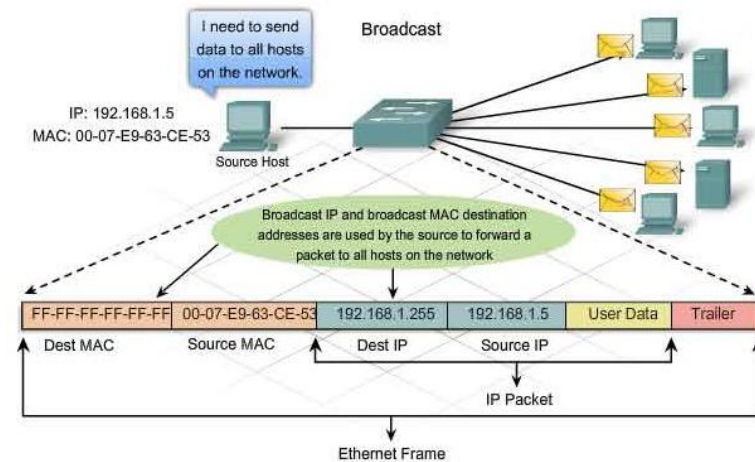 I need to send
data to all hosts
on the network.
Broadcast
IP: 192.168.1.5
MAC: 00-07-E9-63-CE-53
Source Host
Broadcast IP and broadcast MAC destination
addresses are used by the source to forward a
packet to all hosts on the network
FF-FF-FF-FF-FF-FF 00-07-E9-63-CE-53 192.168.1.255 192.168.1.5 User Data Trailer
Dest MAC Source MAC Dest IP Source IP
IP Packet
Ethernet Frame